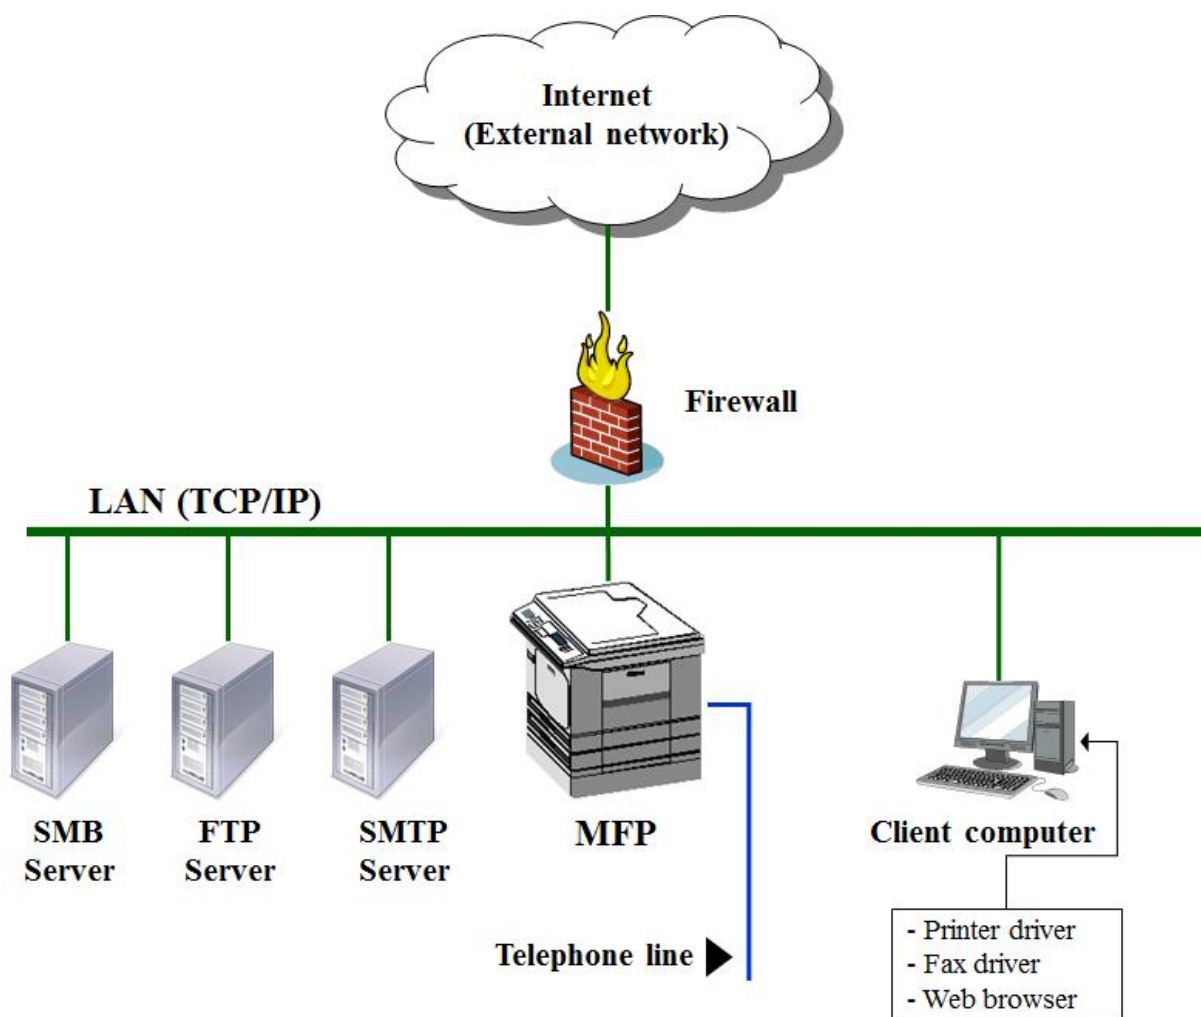 Internet
(External network)
Firewall
LAN (TCP/IP)
SMB
Server
FTP
Server
SMTP
Server
MFP
Client computer
Telephone line
- Printer driver
- Fax driver
- Web browser